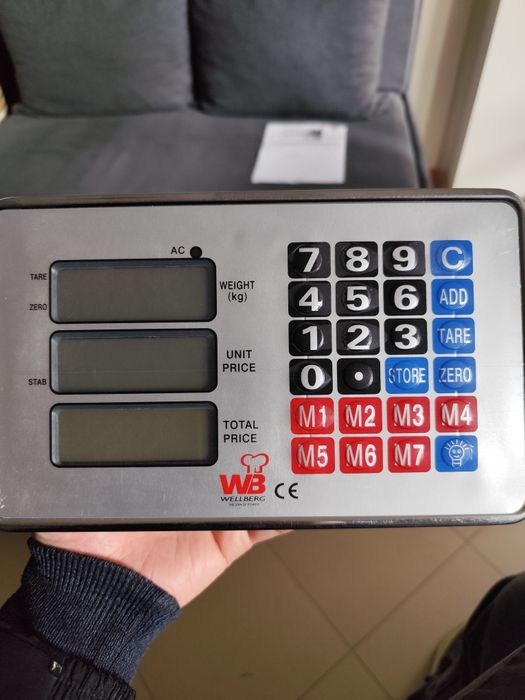 AC
TARE
ZERO
WEIGHT
(kg)
UNIT
PRICE
STAB
TOTAL
PRICE
7 8 9 C
4 5 6 ADD
1 2 3 TARE
0 . STORE ZERO
M1 M2 M3 M4
M5 M6 M7
WB
WELLBERG
CE